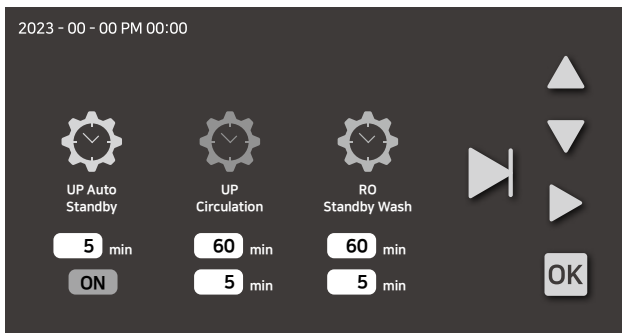 2023 - 00 - 00 PM 00:00
UP Auto
Standby
UP
Circulation
RO
Standby Wash
5 min
60 min
60 min
ON
5 min
5 min
OK